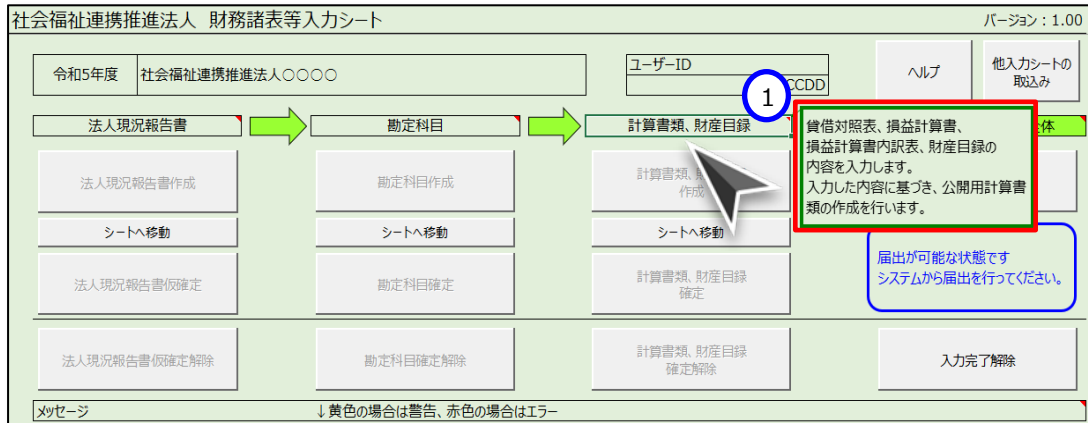 社会福祉連携推進法人 財務諸表等入力シート
バージョン：1.00
令和5年度
社会福祉連携推進法人○○○○
ユーザーID
CCDD
ヘルプ
他入力シートの
取込み
1
法人現況報告書
勘定科目
計算書類、財産目録
全体
貸借対照表、損益計算書、
損益計算書内訳表、財産目録の
内容を入力します。
入力した内容に基づき、公開用計算書
類の作成を行います。
法人現況報告書作成
勘定科目作成
計算書類、
作成
シートへ移動
シートへ移動
シートへ移動
法人現況報告書仮確定
勘定科目確定
計算書類、財産目録
確定
届出が可能な状態です
システムから届出を行ってください。
法人現況報告書仮確定解除
勘定科目確定解除
計算書類、財産目録
確定解除
入力完了解除
メッセージ
↓黄色の場合は警告、赤色の場合はエラー